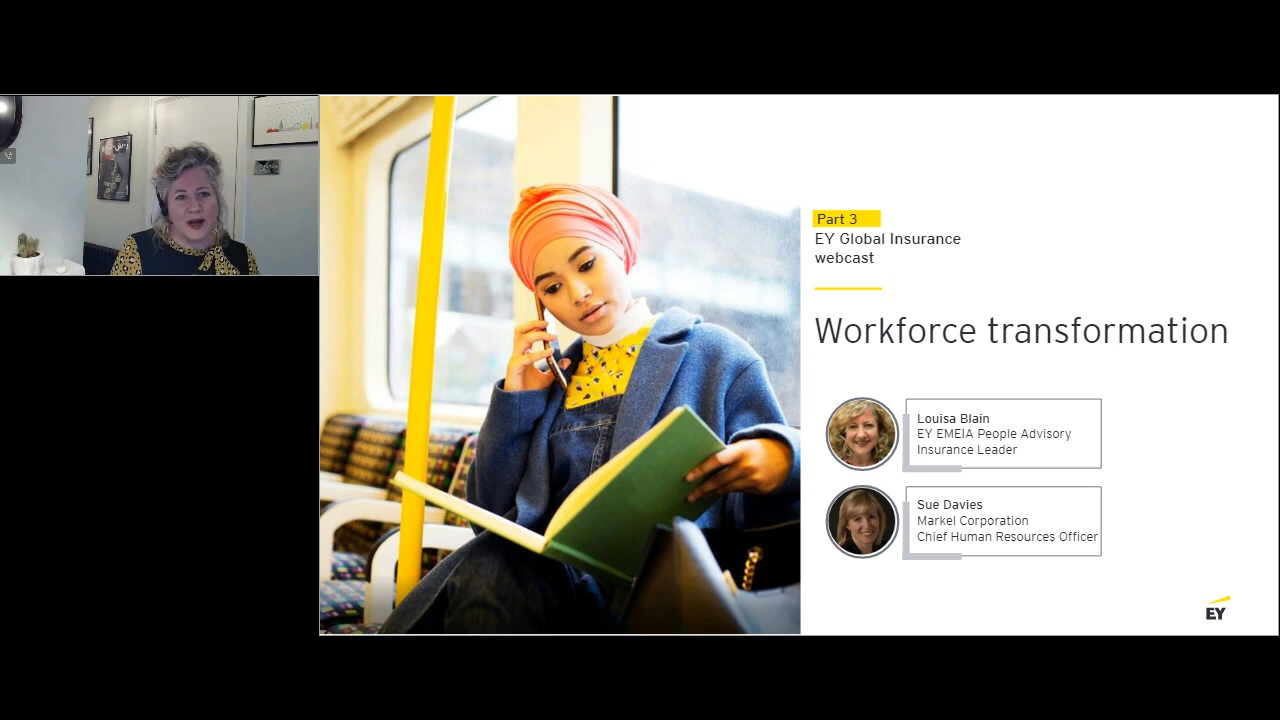 Part 3
EY Global Insurance
webcast
Workforce transformation
Louisa Blain
EY EMEIA People Advisory
Insurance Leader
Sue Davies
Markel Corporation
Chief Human Resources Officer
EY